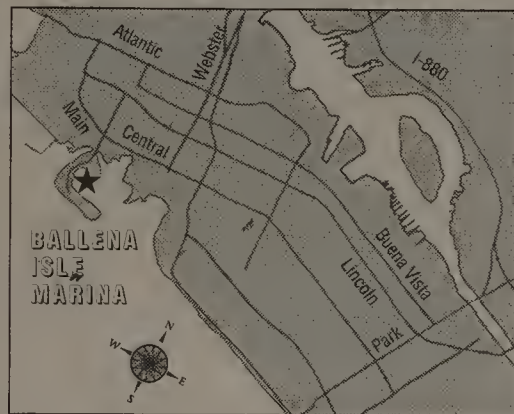 Atlantic
Webster
I-880
Main
Central
BALLENA
ISLE
MARINA
Buena Vista
Lincoln
Park
N
W
E
S